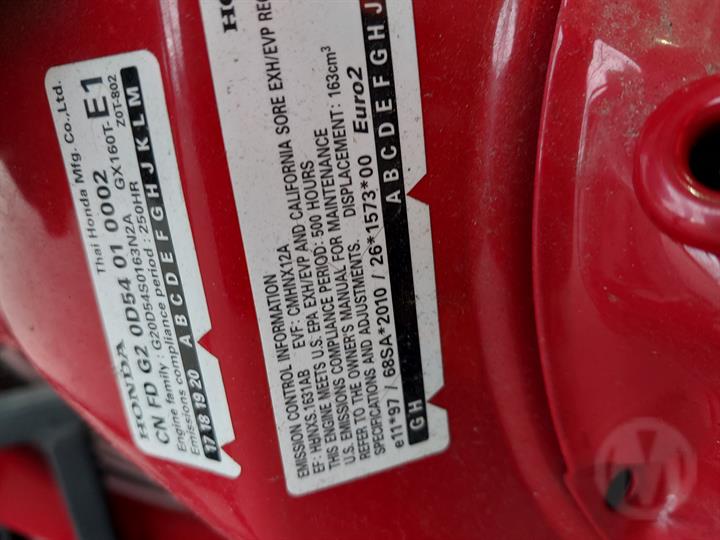 HONDA Thai Honda Mfg. Co.,Ltd.
CN FD G2 0D54 01 0002 E1
Engine family : G20D54S0163N2A GX160T- Z0T-802
Emissions compliance period : 250HR
17 18 19 20 A B C D E F G H J K L M
HO
EMISSION CONTROL INFORMATION
EF: HHNXS.1631AB EVF: CMHNX12A
THIS ENGINE MEETS U.S. EPA EXH/EVP AND CALIFORNIA SORE EXH/EVP REG
EMISSIONS COMPLIANCE PERIOD: 500 HOURS
U.S. REFER TO THE OWNER'S MANUAL FOR MAINTENANCE
SPECIFICATIONS AND ADJUSTMENTS. DISPLACEMENT: 163cm³
e11*97 / 68SA*2010 / 26*1573*00 Euro2
G H A B C D E F G H J
M